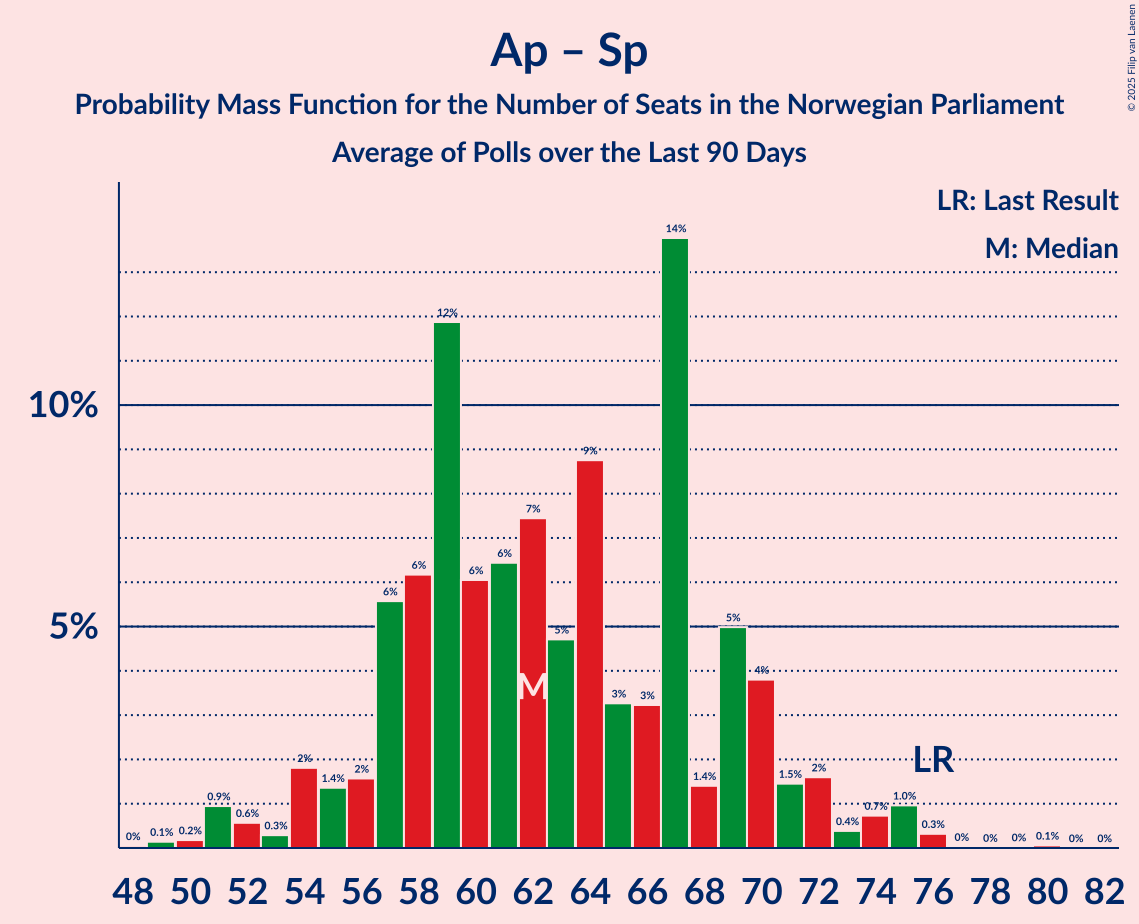 © 2025 Filip van Laenen
Ap – Sp
Probability Mass Function for the Number of Seats in the Norwegian Parliament
Average of Polls over the Last 90 Days
LR: Last Result
M: Median
10%
5%
0% 0.1% 0.2% 0.9% 0.6% 0.3% 2% 1.4% 2% 6% 6% 12% 6% 6% 7% 5% 9% 3% 3% 14% 1.4% 5% 4% 1.5% 2% 0.4% 0.7% 1.0% 0.3% 0% 0% 0% 0.1% 0% 0%
M
LR
48 50 52 54 56 58 60 62 64 66 68 70 72 74 76 78 80 82